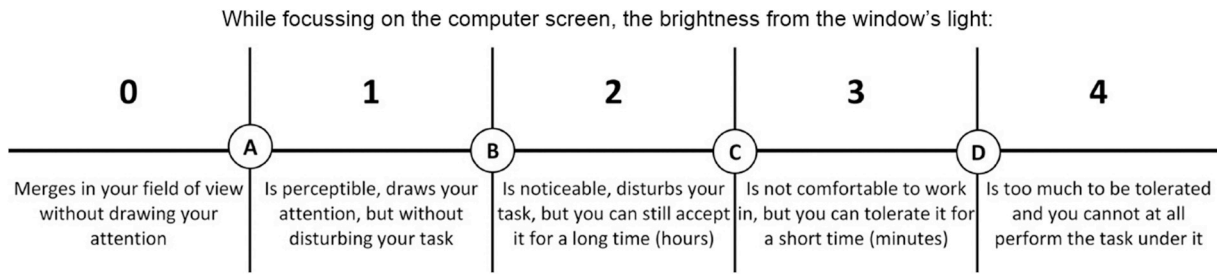 While focussing on the computer screen, the brightness from the window's light:
0 1 2 3 4
A B C D
Merges in your field of view
without drawing your
attention
Is perceptible, draws your
attention, but without
disturbing your task
Is noticeable, disturbs your
task, but you can still accept
it for a long time (hours)
Is not comfortable to work
in, but you can tolerate it for
a short time (minutes)
Is too much to be tolerated
and you cannot at all
perform the task under it